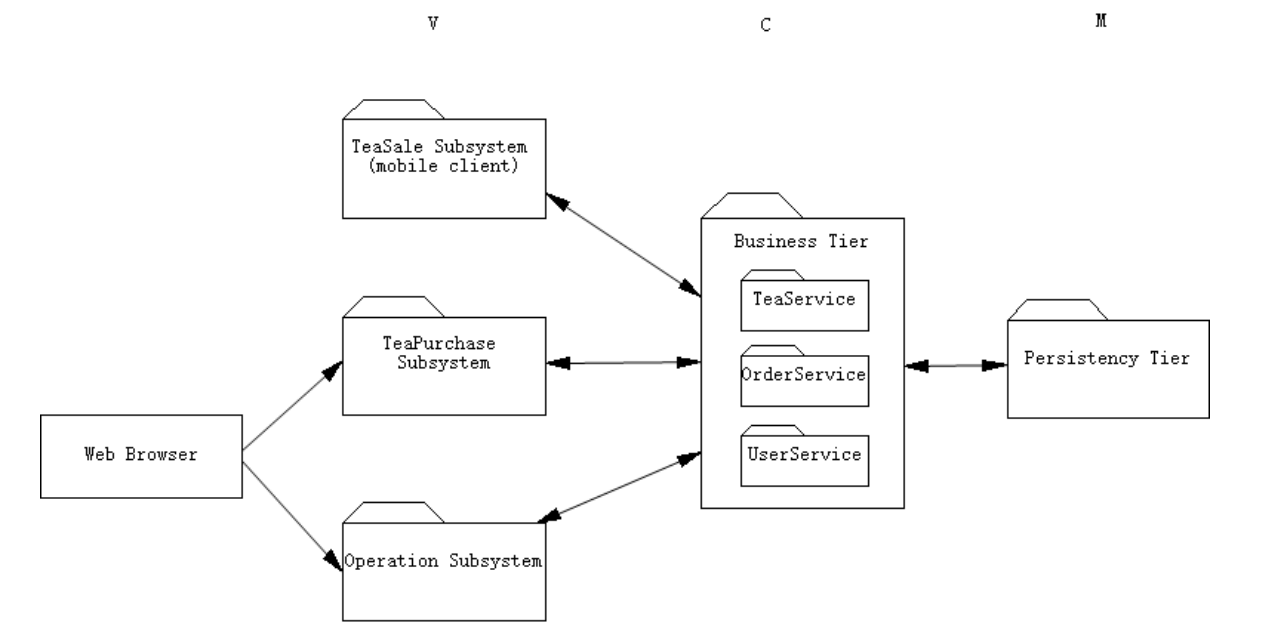 V
C
M
TeaSale Subsystem
(mobile client)
Business Tier
TeaService
TeaPurchase
Subsystem
OrderService
Persistency Tier
Web Browser
UserService
Operation Subsystem